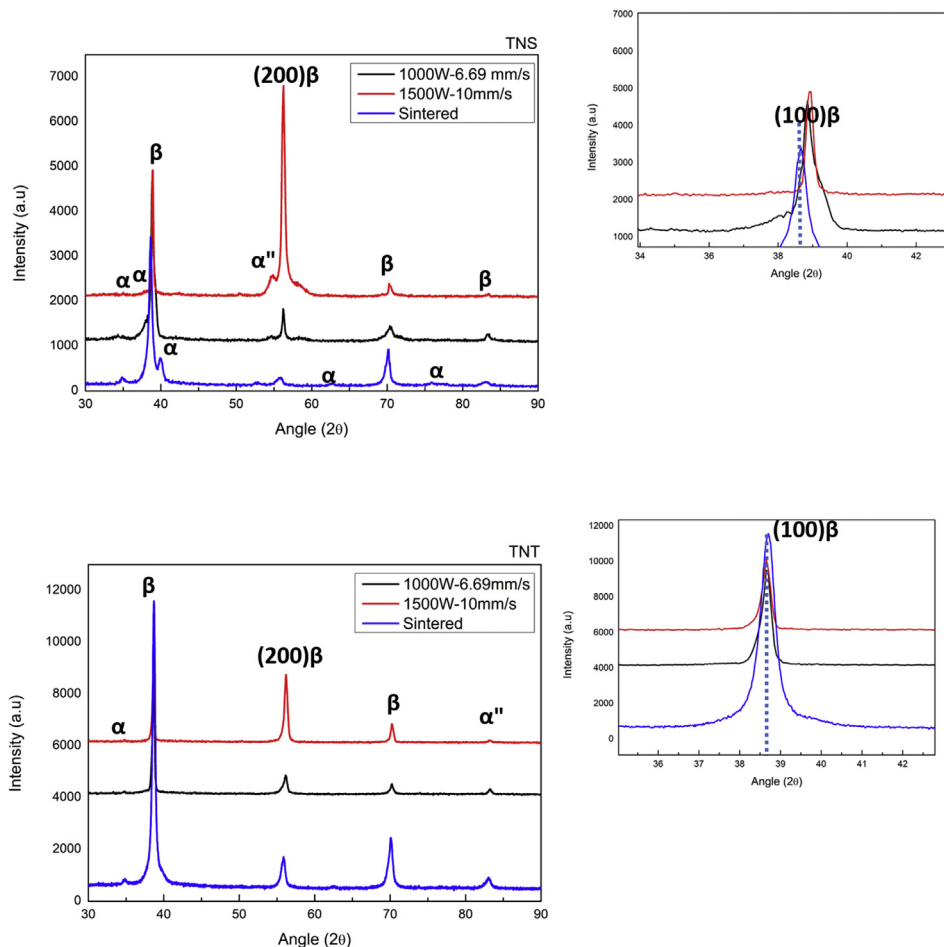 TNS
7000
6000
5000
4000
3000
2000
1000
0
Intensity (a.u)
1000W-6.69 mm/s
1500W-10mm/s
Sintered
(200)β
β
α α
α"
β
β
α
α
α
30 40 50 60 70 80 90
Angle (2θ)
7000
6000
5000
4000
3000
2000
1000
Intensity (a.u)
(100)β
34 36 38 40 42
Angle (2θ)
TNT
12000
10000
8000
6000
4000
2000
0
Intensity (a.u)
1000W-6.69mm/s
1500W-10mm/s
Sintered
β
(200)β
β
α"
α
30 40 50 60 70 80 90
Angle (2θ)
12000
10000
8000
6000
4000
2000
0
Intensity (a.u)
(100)β
36 37 38 39 40 41 42
Angle (2θ)